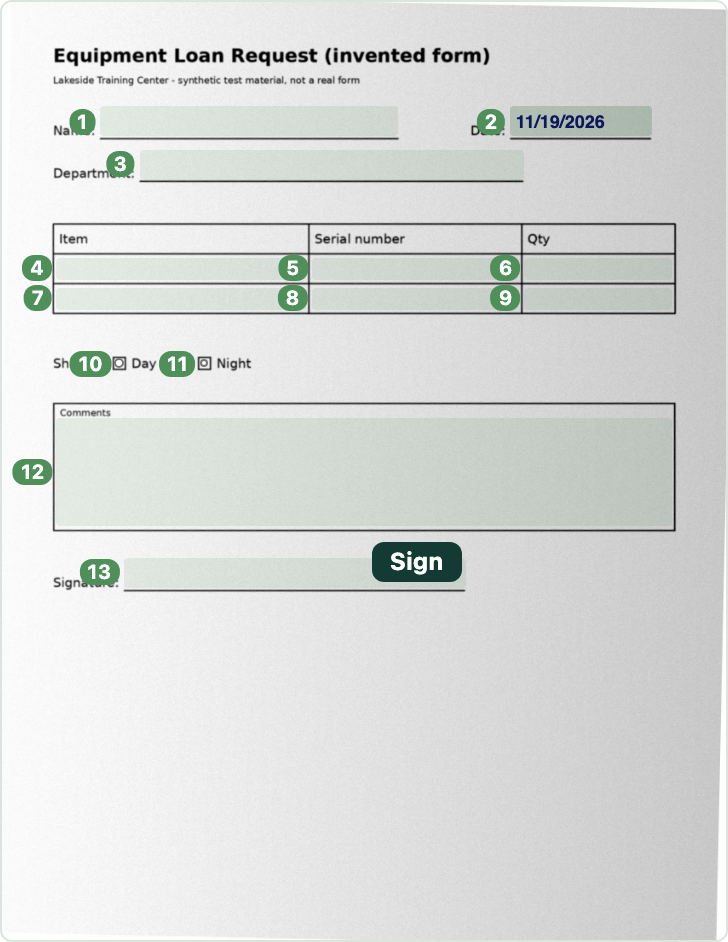 Equipment Loan Request (invented form)
Lakeside Training Center - synthetic test material, not a real form
1
2 11/19/2026
3
Item Serial number Qty
4 5 6
7 8 9
10 Day 11 Night
Comments
12
Sign
13